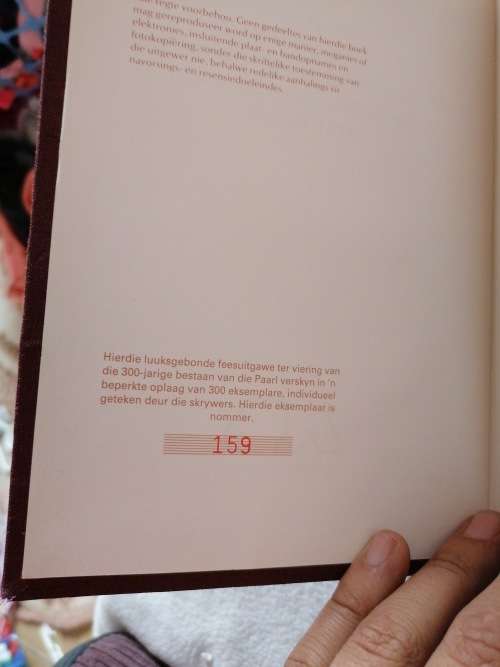 Alle regte voorbehou. Geen gedeeltes van hierdie boek
mag gereproduseer word op enige manier, meganies of
elektronies, insluitende plaat- en bandopnames en
fotokopiëring, sonder die skriftelike toestemming van
die uitgewer nie, behalwe redelike aanhalings vir
navorsings- en resensiedoeleindes.
Hierdie luuksgebonde feesuitgawe ter viering van
die 300-jarige bestaan van die Paarl verskyn in 'n
beperkte oplaag van 300 eksemplare, individueel
geteken deur die skrywers. Hierdie eksemplaar is
nommer.
159